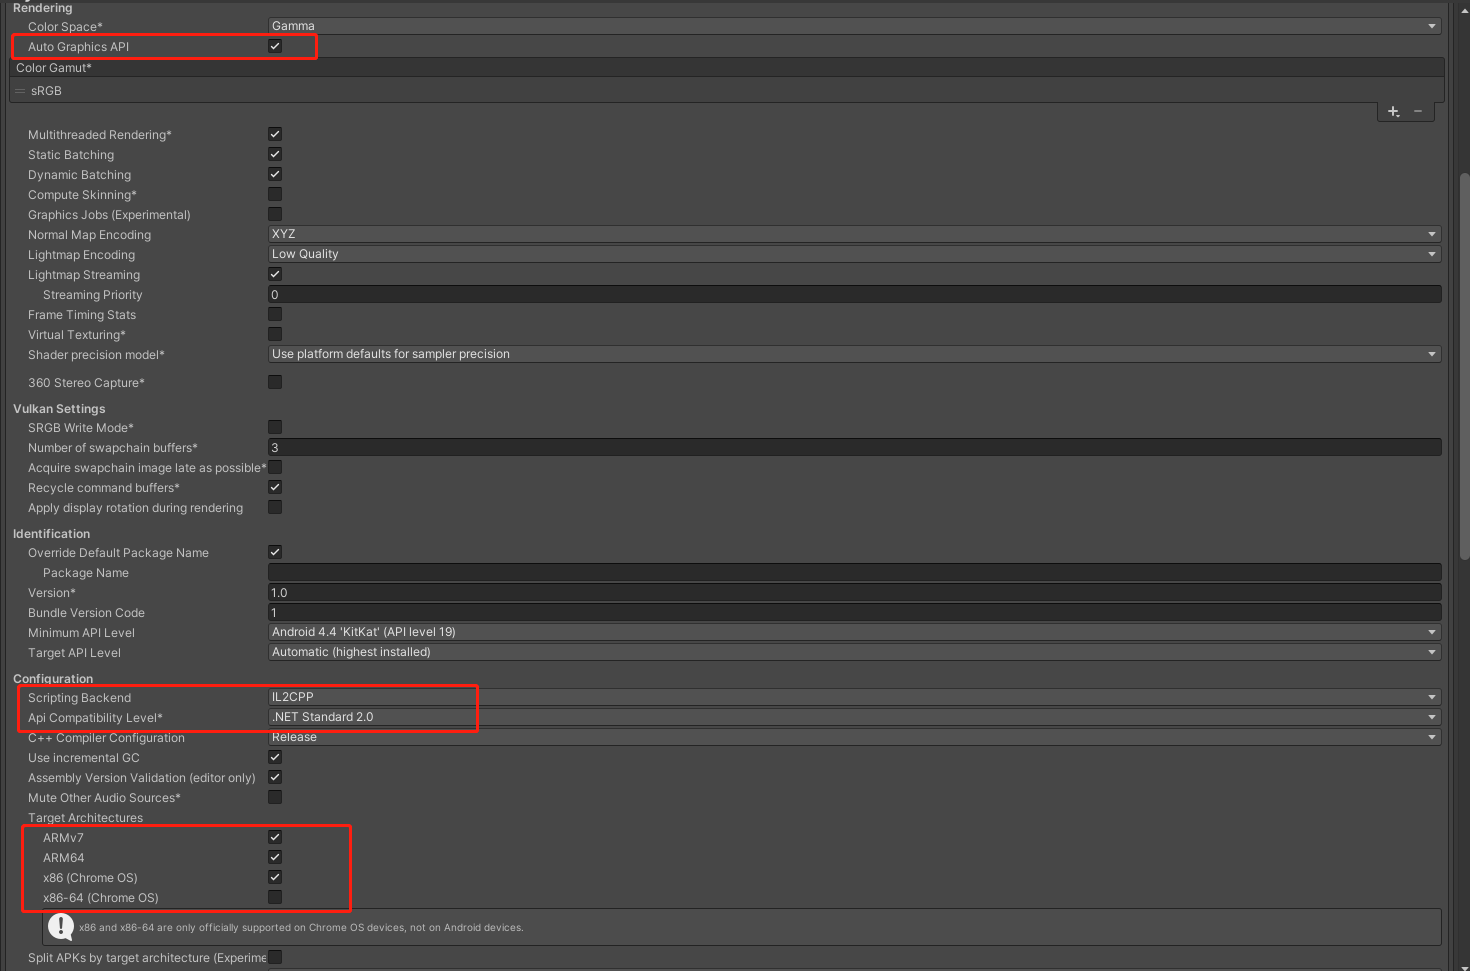 Rendering
Color Space* Gamma
Auto Graphics API
Color Gamut*
sRGB
Multithreaded Rendering*
Static Batching
Dynamic Batching
Compute Skinning*
Graphics Jobs (Experimental)
Normal Map Encoding XYZ
Lightmap Encoding Low Quality
Lightmap Streaming
Streaming Priority 0
Frame Timing Stats
Virtual Texturing*
Shader precision model* Use platform defaults for sampler precision
360 Stereo Capture*
Vulkan Settings
SRGB Write Mode*
Number of swapchain buffers* 3
Acquire swapchain image late as possible*
Recycle command buffers*
Apply display rotation during rendering
Identification
Override Default Package Name
Package Name
Version* 1.0
Bundle Version Code 1
Minimum API Level Android 4.4 'KitKat' (API level 19)
Target API Level Automatic (highest installed)
Configuration
Scripting Backend IL2CPP
Api Compatibility Level* .NET Standard 2.0
C++ Compiler Configuration Release
Use incremental GC
Assembly Version Validation (editor only)
Mute Other Audio Sources*
Target Architectures
ARMv7
ARM64
x86 (Chrome OS)
x86-64 (Chrome OS)
x86 and x86-64 are only officially supported on Chrome OS devices, not on Android devices.
Split APKs by target architecture (Experime